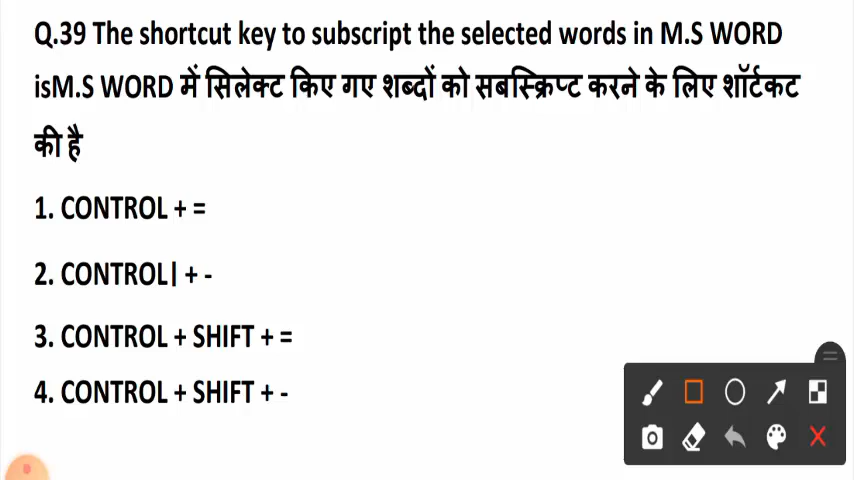 Q.39 The shortcut key to subscript the selected words in M.S WORD
isM.S WORD में सिलेक्ट किए गए शब्दों को सबस्क्रिप्ट करने के लिए शॉर्टकट
की है
1. CONTROL + =
2. CONTROL| + -
3. CONTROL + SHIFT + =
4. CONTROL + SHIFT + -